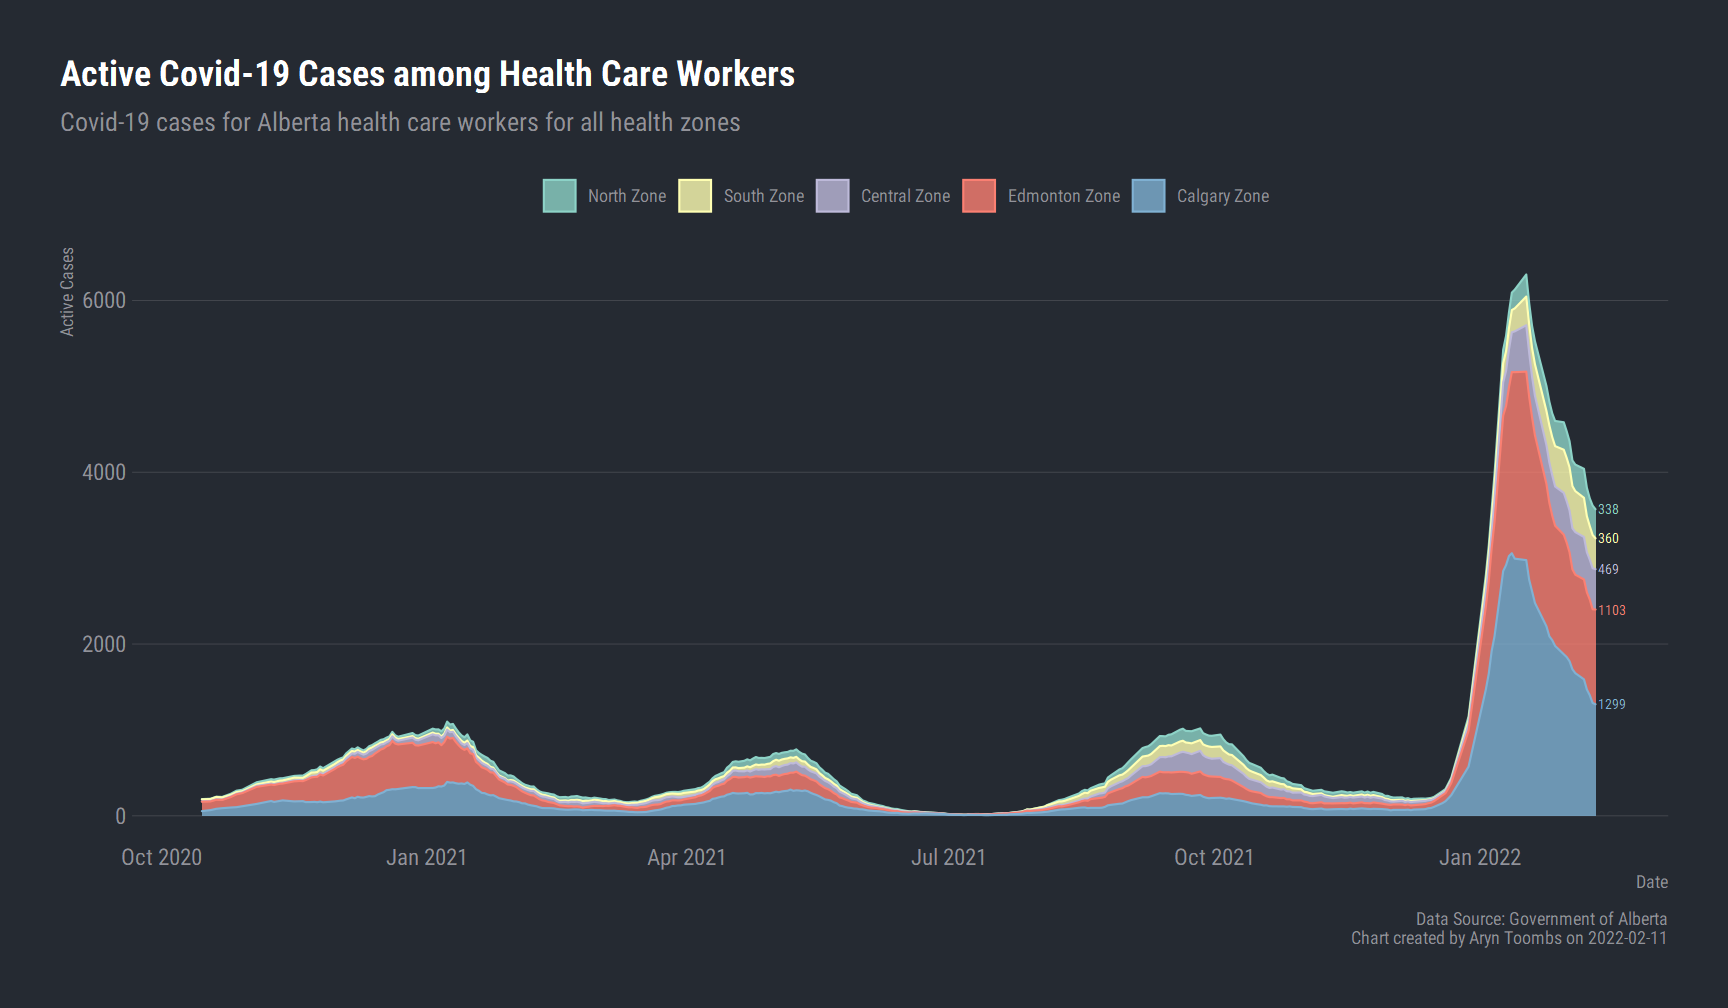 Active Covid-19 Cases among Health Care Workers
Covid-19 cases for Alberta health care workers for all health zones
North Zone South Zone Central Zone Edmonton Zone Calgary Zone
Active Cases
6000
4000
2000
0
338
360
469
1103
1299
Oct 2020 Jan 2021 Apr 2021 Jul 2021 Oct 2021 Jan 2022
Date
Data Source: Government of Alberta
Chart created by Aryn Toombs on 2022-02-11